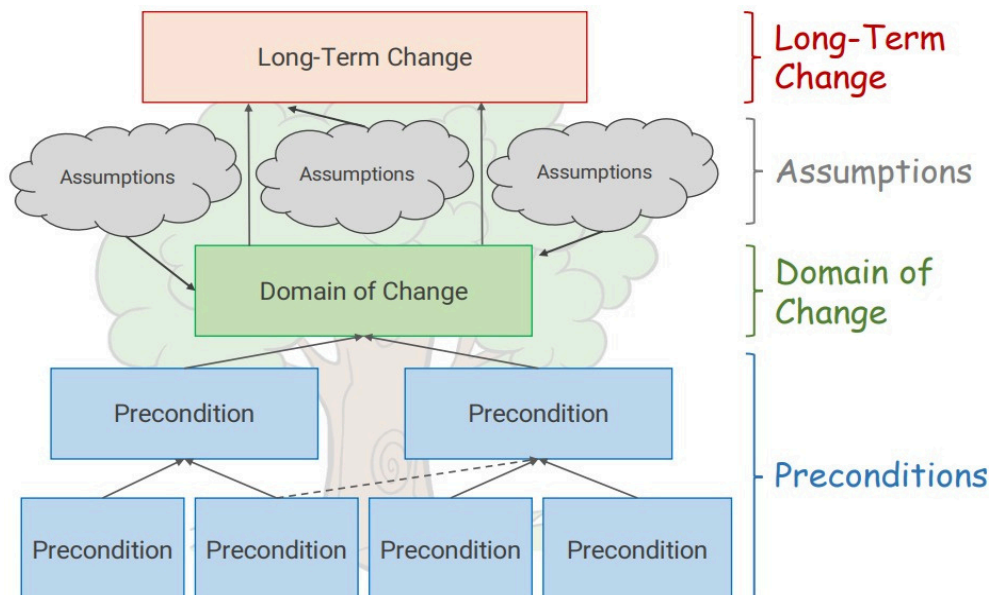 Long-Term Change
Long-Term
Change
Assumptions
Assumptions
Assumptions
Assumptions
Domain of Change
Domain of
Change
Precondition
Precondition
Preconditions
Precondition
Precondition
Precondition
Precondition